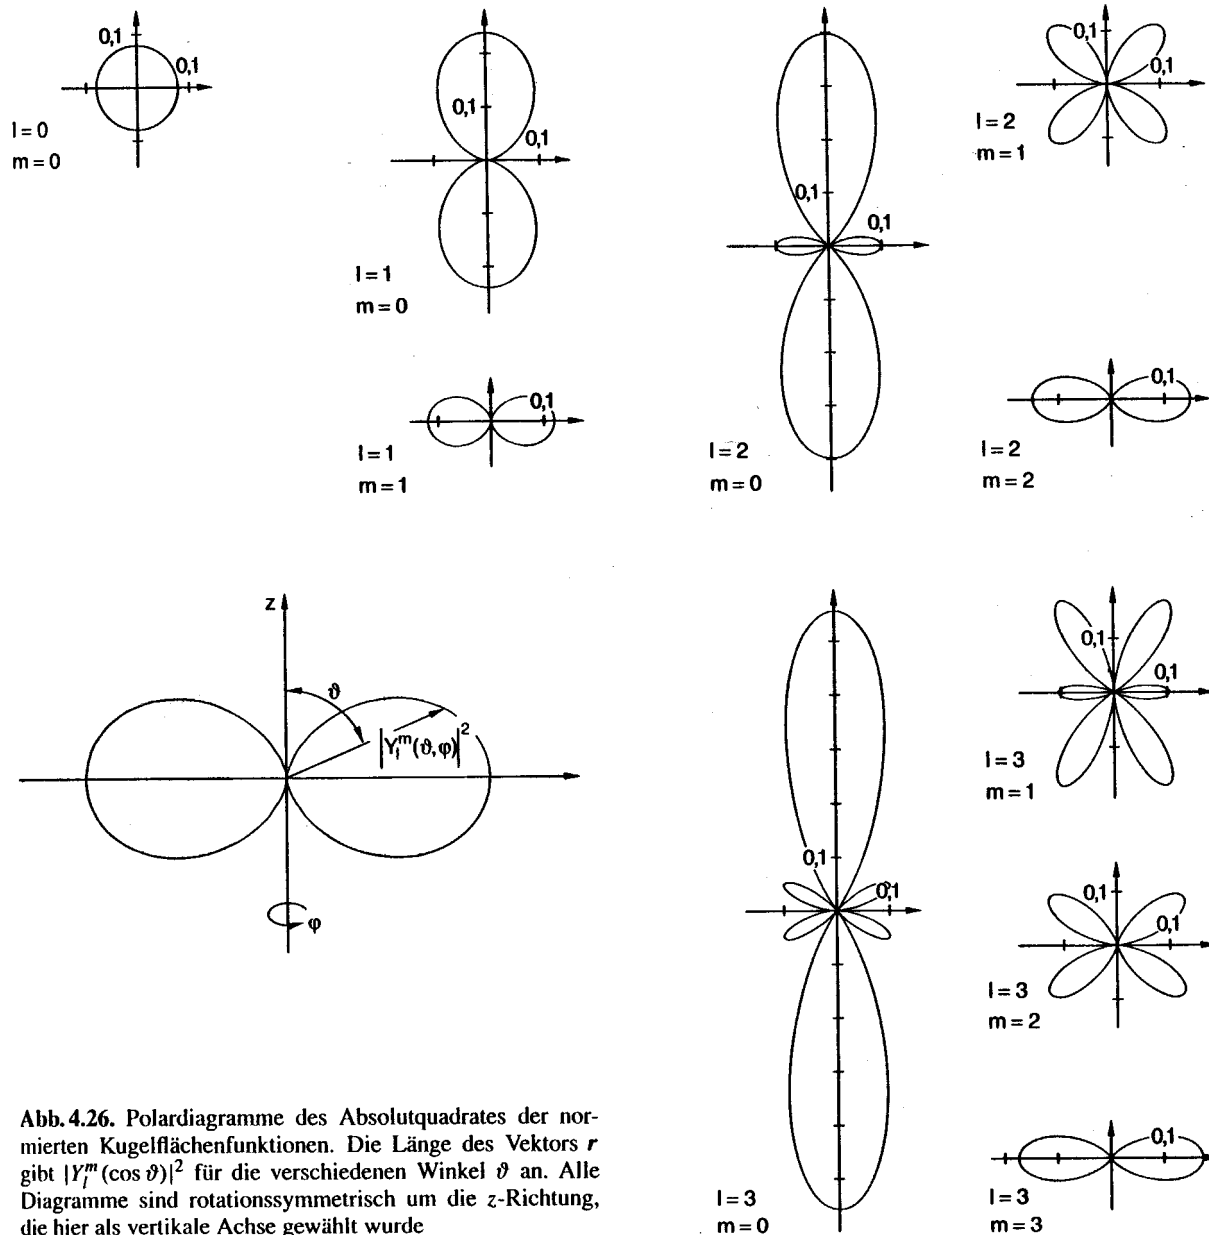 0,1
0,1
l=0
m=0
0,1
0,1
l=1
m=0
0,1
l=1
m=1
0,1
0,1
l=2
m=0
0,1
0,1
l=2
m=1
0,1
l=2
m=2
z
ϑ
|Y_l^m(ϑ,φ)|^2
φ
0,1
0,1
l=3
m=0
0,1
0,1
l=3
m=1
0,1
0,1
l=3
m=2
0,1
l=3
m=3
Abb. 4.26. Polardiagramme des Absolutquadrates der nor-
mierten Kugelflächenfunktionen. Die Länge des Vektors r
gibt |Y_l^m(cos ϑ)|^2 für die verschiedenen Winkel ϑ an. Alle
Diagramme sind rotationssymmetrisch um die z-Richtung,
die hier als vertikale Achse gewählt wurde